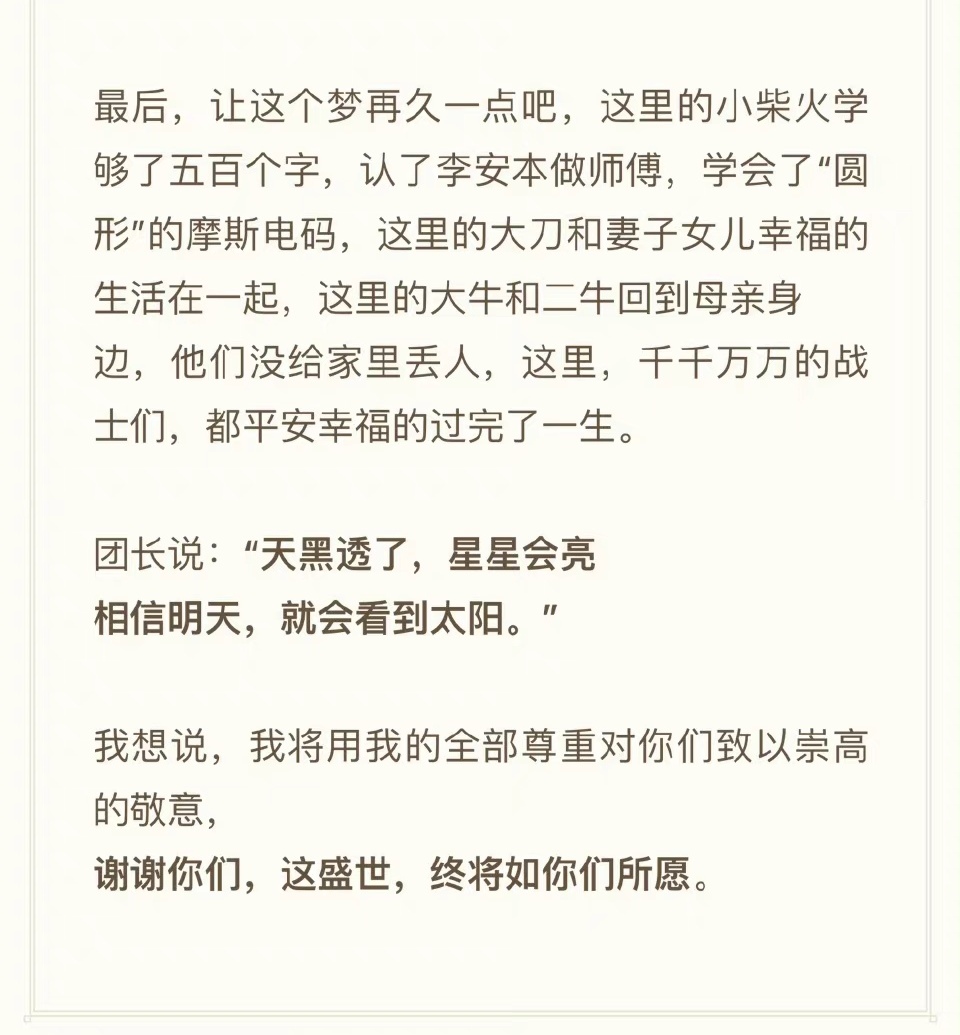 最后，让这个梦再久一点吧，这里的小柴火学
够了五百个字，认了李安本做师傅，学会了“圆
形”的摩斯电码，这里的大刀和妻子女儿幸福的
生活在一起，这里的大牛和二牛回到母亲身
边，他们没给家里丢人，这里，千千万万的战
士们，都平安幸福的过完了一生。
团长说：“天黑透了，星星会亮
相信明天，就会看到太阳。”
我想说，我将用我的全部尊重对你们致以崇高
的敬意，
谢谢你们，这盛世，终将如你们所愿。